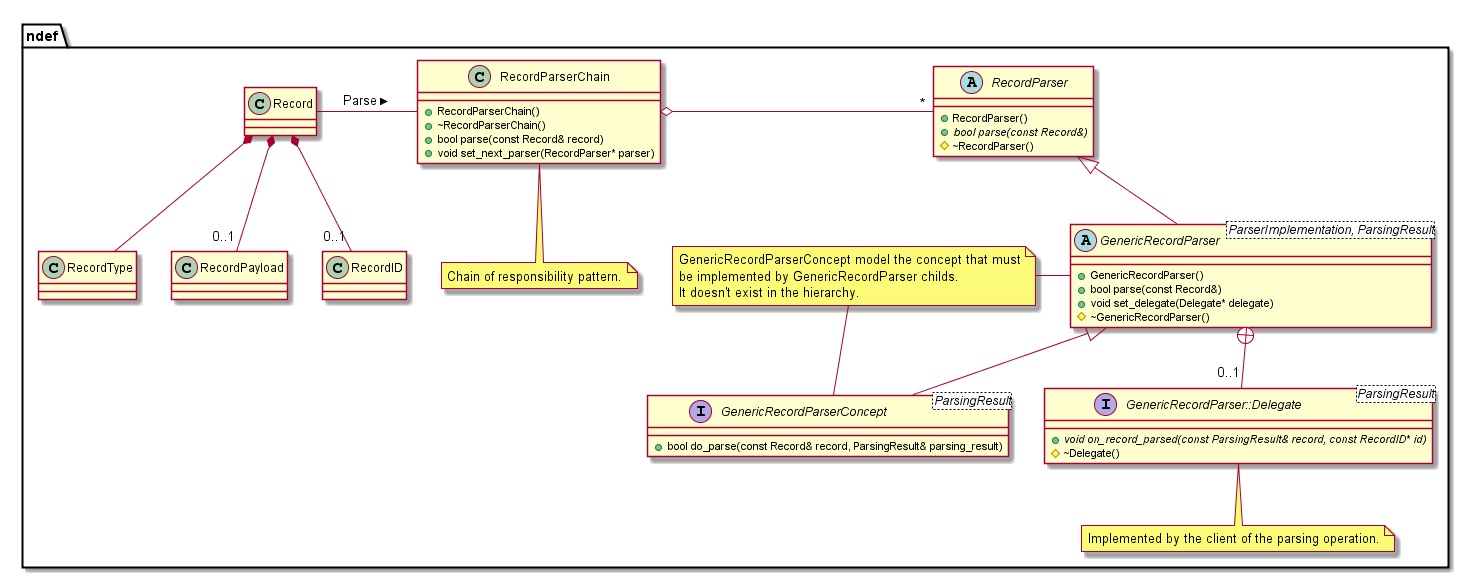 ndef
C Record
Parse ►
C RecordParserChain
RecordParserChain()
~RecordParserChain()
bool parse(const Record& record)
void set_next_parser(RecordParser* parser)
*
A RecordParser
RecordParser()
bool parse(const Record&)
~RecordParser()
0..1
0..1
C RecordType
C RecordPayload
C RecordID
Chain of responsibility pattern.
GenericRecordParserConcept model the concept that must
be implemented by GenericRecordParser childs.
It doesn't exist in the hierarchy.
A GenericRecordParser
ParserImplementation, ParsingResult
GenericRecordParser()
bool parse(const Record&)
void set_delegate(Delegate* delegate)
~GenericRecordParser()
0..1
I GenericRecordParserConcept
ParsingResult
bool do_parse(const Record& record, ParsingResult& parsing_result)
I GenericRecordParser::Delegate
ParsingResult
void on_record_parsed(const ParsingResult& record, const RecordID* id)
~Delegate()
Implemented by the client of the parsing operation.